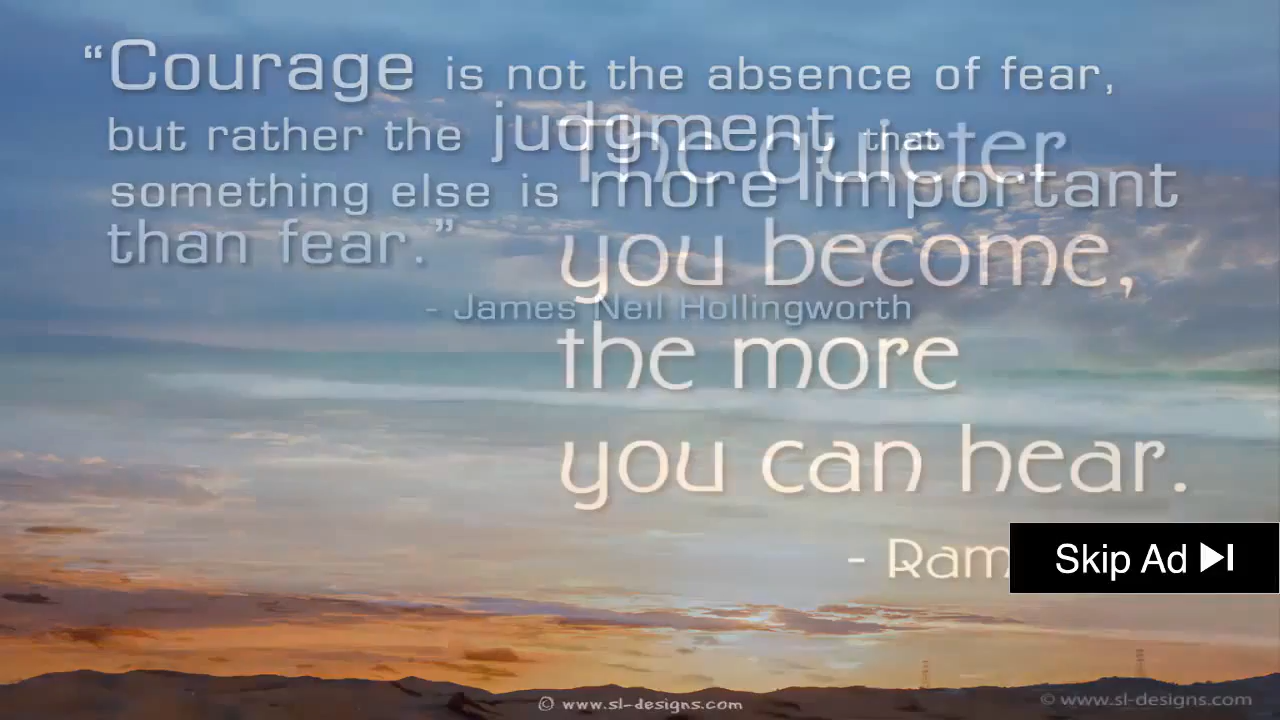 “Courage is not the absence of fear,
but rather the judgment, that
something else is more important
than fear.”
- James Neil Hollingworth
The quieter
you become,
the more
you can hear.
- Ram
Skip Ad
© www.sl-designs.com
© www.sl-designs.com